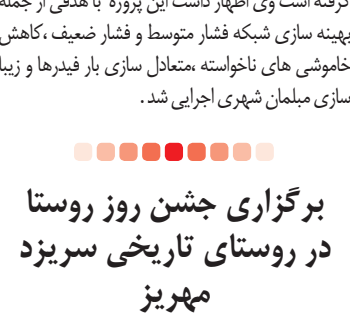 گرفته است وی اظهار داشت این پروژه با هدفی از جمله
بهینه سازی شبکه فشار متوسط و فشار ضعیف ،کاهش
خاموشی های ناخواسته ،متعادل سازی بار فیدرها و زیبا
سازی مبلمان شهری اجرایی شد .
برگزاری جشن روز روستا
در روستای تاریخی سریزد
مهریز